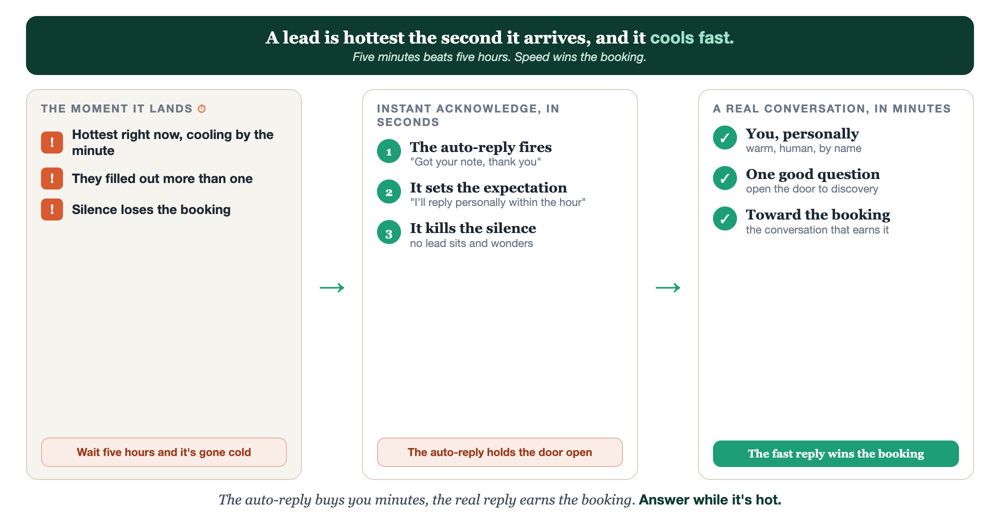 A lead is hottest the second it arrives, and it cools fast.
Five minutes beats five hours. Speed wins the booking.
THE MOMENT IT LANDS ⏱
! Hottest right now, cooling by the
minute
! They filled out more than one
! Silence loses the booking
Wait five hours and it's gone cold
→
INSTANT ACKNOWLEDGE, IN
SECONDS
1 The auto-reply fires
"Got your note, thank you"
2 It sets the expectation
"I'll reply personally within the hour"
3 It kills the silence
no lead sits and wonders
The auto-reply holds the door open
→
A REAL CONVERSATION, IN MINUTES
✓ You, personally
warm, human, by name
✓ One good question
open the door to discovery
✓ Toward the booking
the conversation that earns it
The fast reply wins the booking
The auto-reply buys you minutes, the real reply earns the booking. Answer while it's hot.